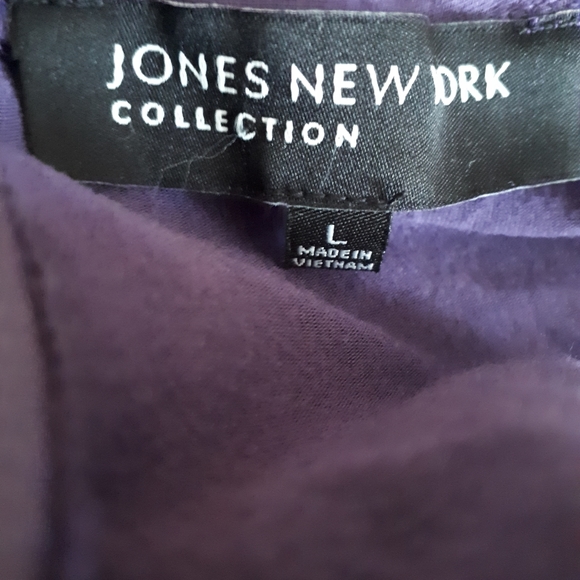 JONES NEW YORK
COLLECTION
L
MADE IN
VIETNAM